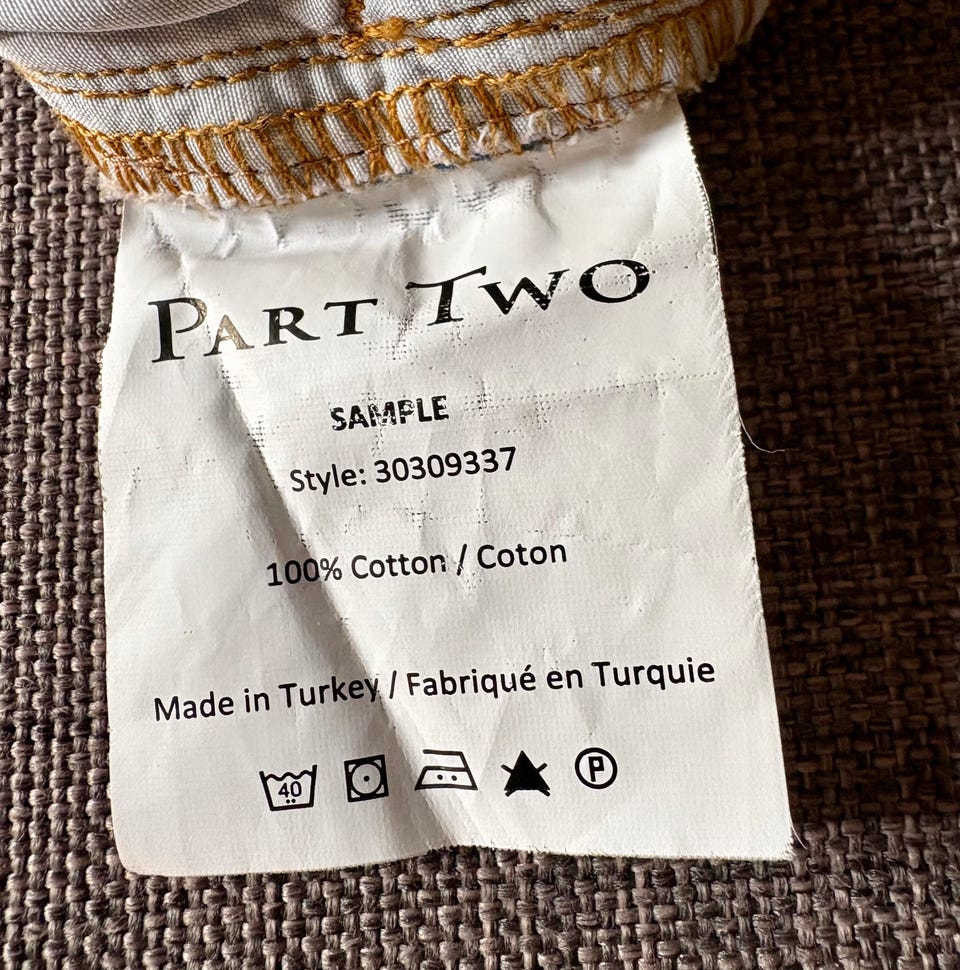 PART TWO
SAMPLE
Style: 30309337
100% Cotton / Coton
Made in Turkey / Fabriqué en Turquie
40 P